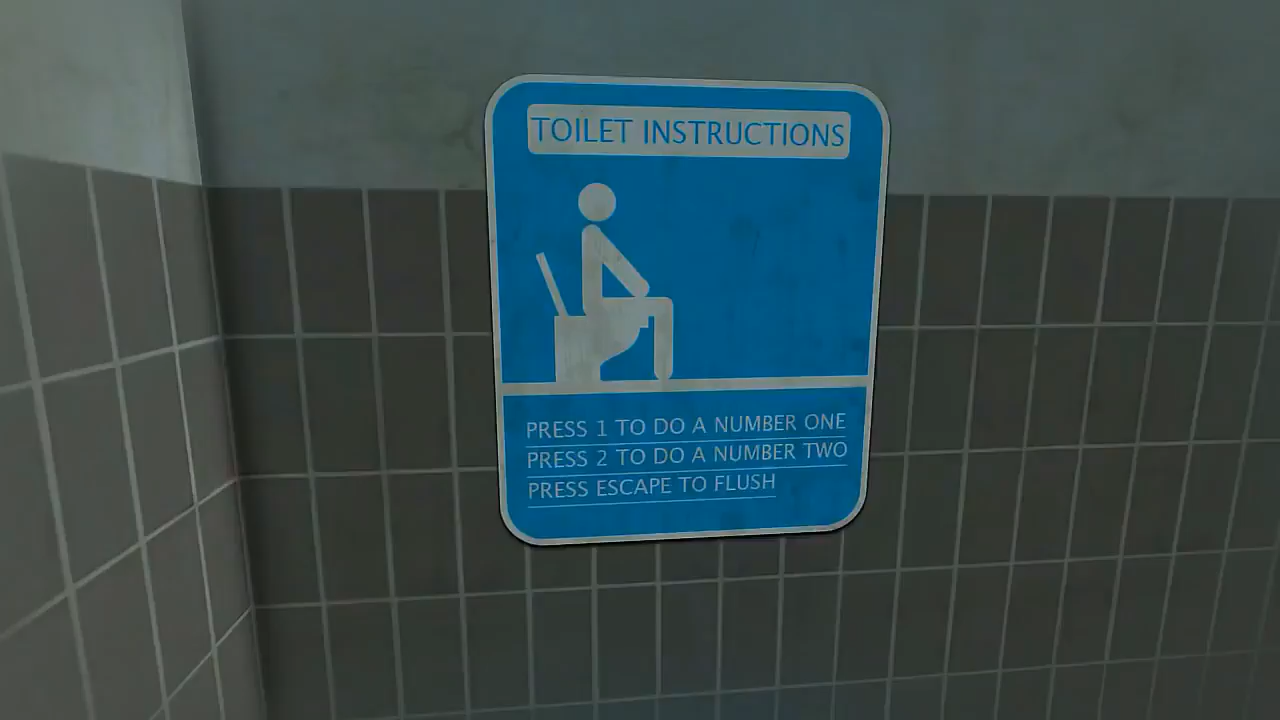 TOILET INSTRUCTIONS
PRESS 1 TO DO A NUMBER ONE
PRESS 2 TO DO A NUMBER TWO
PRESS ESCAPE TO FLUSH